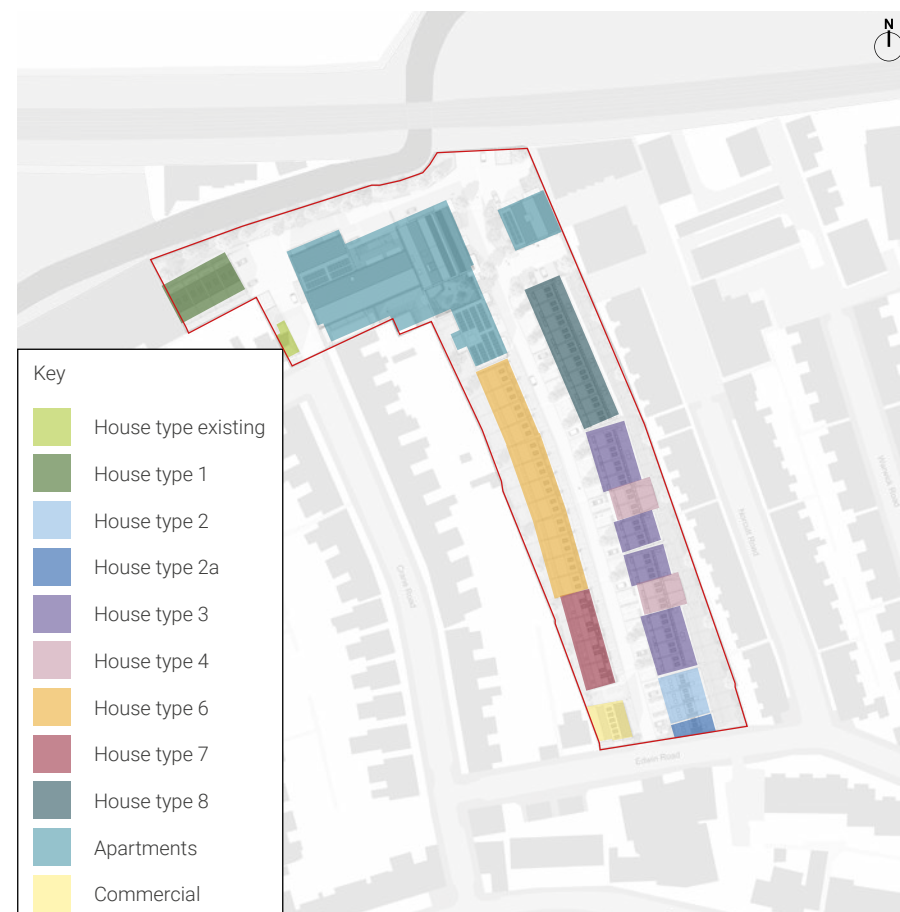 N
Key
House type existing
House type 1
House type 2
House type 2a
House type 3
House type 4
House type 6
House type 7
House type 8
Apartments
Commercial
Edwin Road